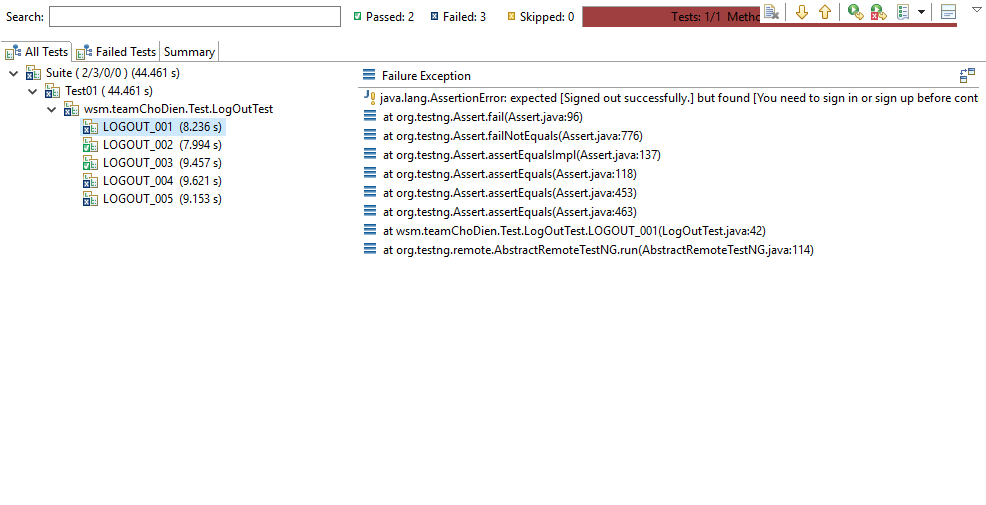 Search: Passed: 2 Failed: 3 Skipped: 0 Tests: 1/1
All Tests Failed Tests Summary
Suite ( 2/3/0/0 ) (44.461 s)
Test01 ( 44.461 s)
wsm.teamChoDien.Test.LogOutTest
LOGOUT_001 (8.236 s)
LOGOUT_002 (7.994 s)
LOGOUT_003 (9.457 s)
LOGOUT_004 (9.621 s)
LOGOUT_005 (9.153 s)
Failure Exception
java.lang.AssertionError: expected [Signed out successfully.] but found [You need to sign in or sign up before cont
at org.testng.Assert.fail(Assert.java:96)
at org.testng.Assert.failNotEquals(Assert.java:776)
at org.testng.Assert.assertEqualsImpl(Assert.java:137)
at org.testng.Assert.assertEquals(Assert.java:118)
at org.testng.Assert.assertEquals(Assert.java:453)
at org.testng.Assert.assertEquals(Assert.java:463)
at wsm.teamChoDien.Test.LogOutTest.LOGOUT_001(LogOutTest.java:42)
at org.testng.remote.AbstractRemoteTestNG.run(AbstractRemoteTestNG.java:114)